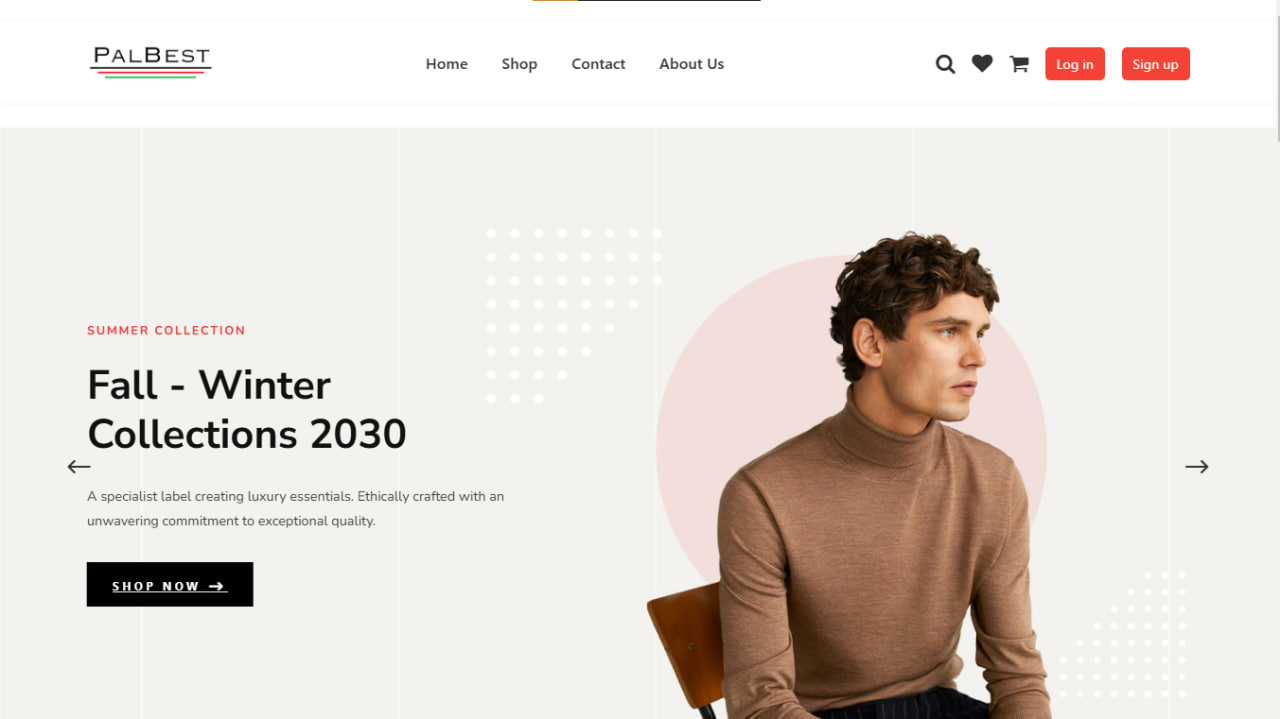 PALBEST
Home
Shop
Contact
About Us
Log in
Sign up
SUMMER COLLECTION
Fall - Winter
Collections 2030
A specialist label creating luxury essentials. Ethically crafted with an
unwavering commitment to exceptional quality.
SHOP NOW